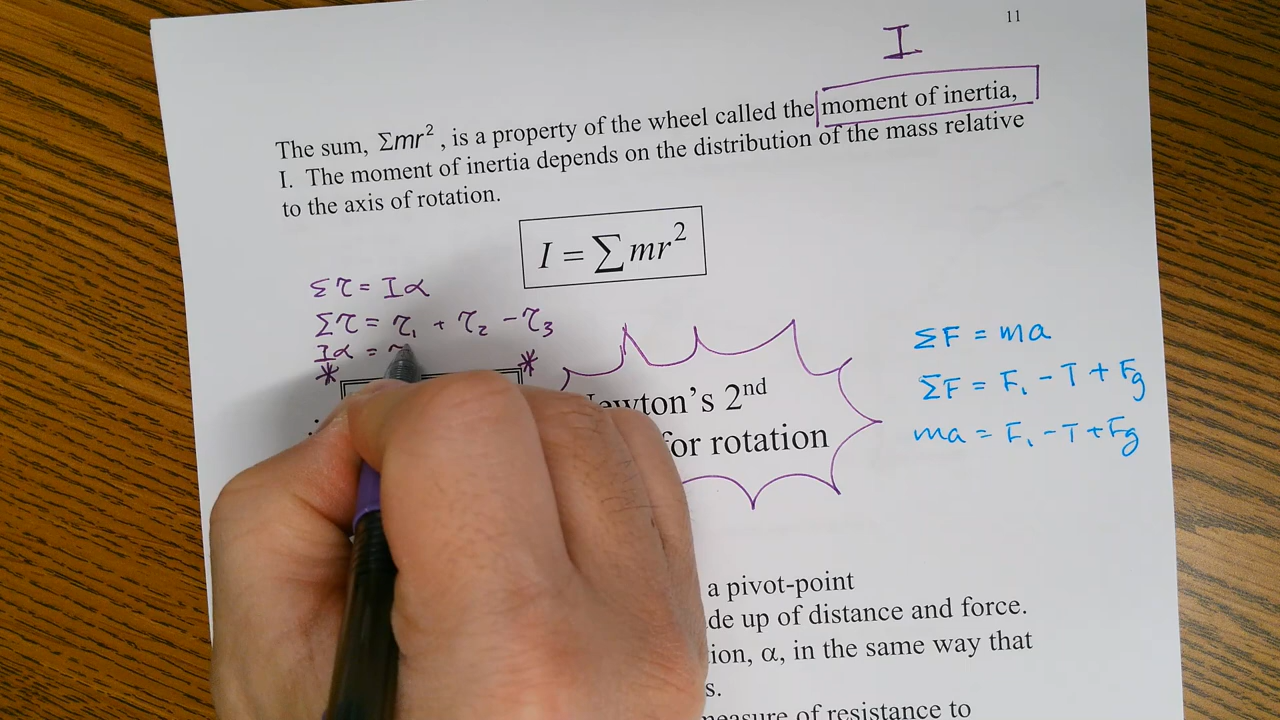 11
I
The sum, Σmr², is a property of the wheel called the moment of inertia,
I. The moment of inertia depends on the distribution of the mass relative
to the axis of rotation.
I = ∑ mr²
Στ = Iα
Στ = τ₁ + τ₂ - τ₃
Iα = τ
* *
Newton's 2nd
for rotation
ΣF = ma
ΣF = F₁ - T + Fg
ma = F₁ - T + Fg
a pivot-point
de up of distance and force.
ion, α, in the same way that
s.
measure of resistance to